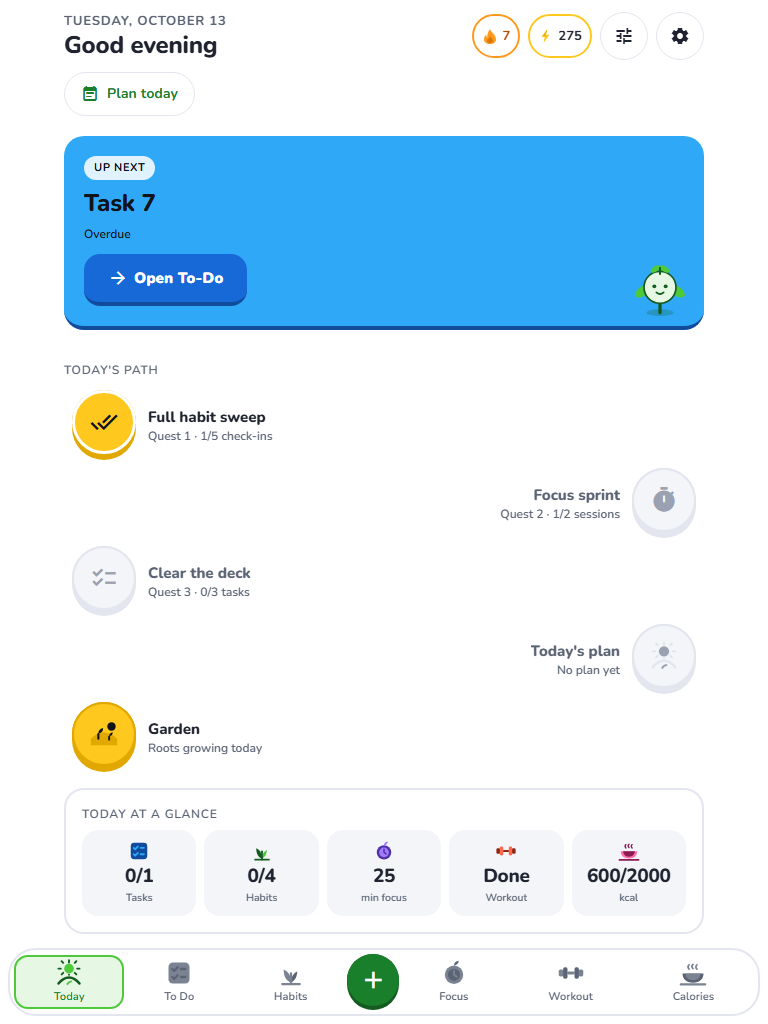 TUESDAY, OCTOBER 13
Good evening
7
275
Plan today
UP NEXT
Task 7
Overdue
Open To-Do
TODAY'S PATH
Full habit sweep
Quest 1 · 1/5 check-ins
Focus sprint
Quest 2 · 1/2 sessions
Clear the deck
Quest 3 · 0/3 tasks
Today's plan
No plan yet
Garden
Roots growing today
TODAY AT A GLANCE
0/1
Tasks
0/4
Habits
25
min focus
Done
Workout
600/2000
kcal
Today
To Do
Habits
Focus
Workout
Calories